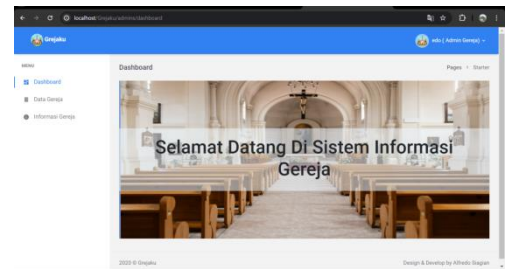 localhost/Grejaku/admins/dashboard
Grejaku
edo ( Admin Gereja)
MENU
Dashboard
Data Gereja
Informasi Gereja
Dashboard
Pages > Starter
Selamat Datang Di Sistem Informasi
Gereja
2023 © Grejaku.
Design & Develop by Alfredo Siagian